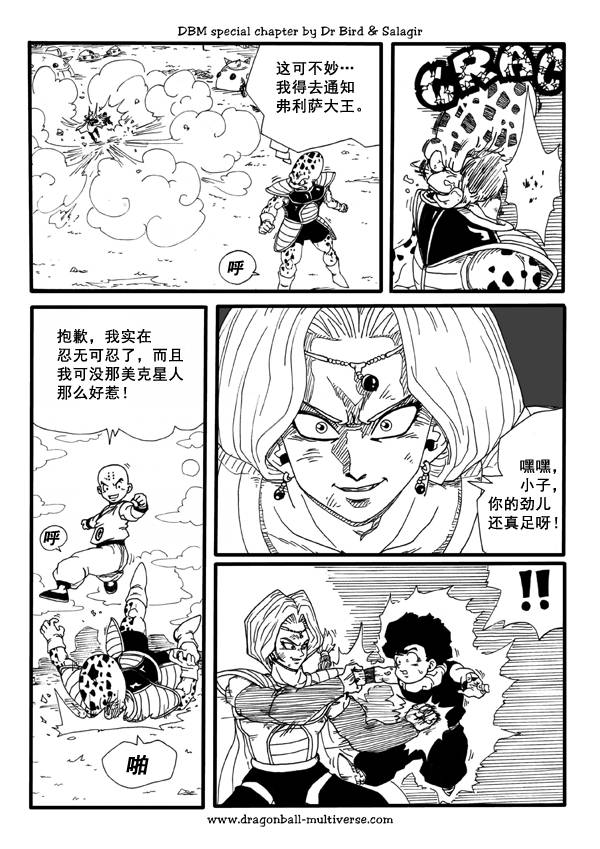 DBM special chapter by Dr Bird & Salagir
这可不妙…
我得去通知
弗利萨大王。
呼
CRAC
抱歉，我实在
忍无可忍了，而且
我可没那美克星人
那么好惹！
呼
啪
嘿嘿，
小子，
你的劲儿
还真足呀！
!!
www.dragonball-multiverse.com